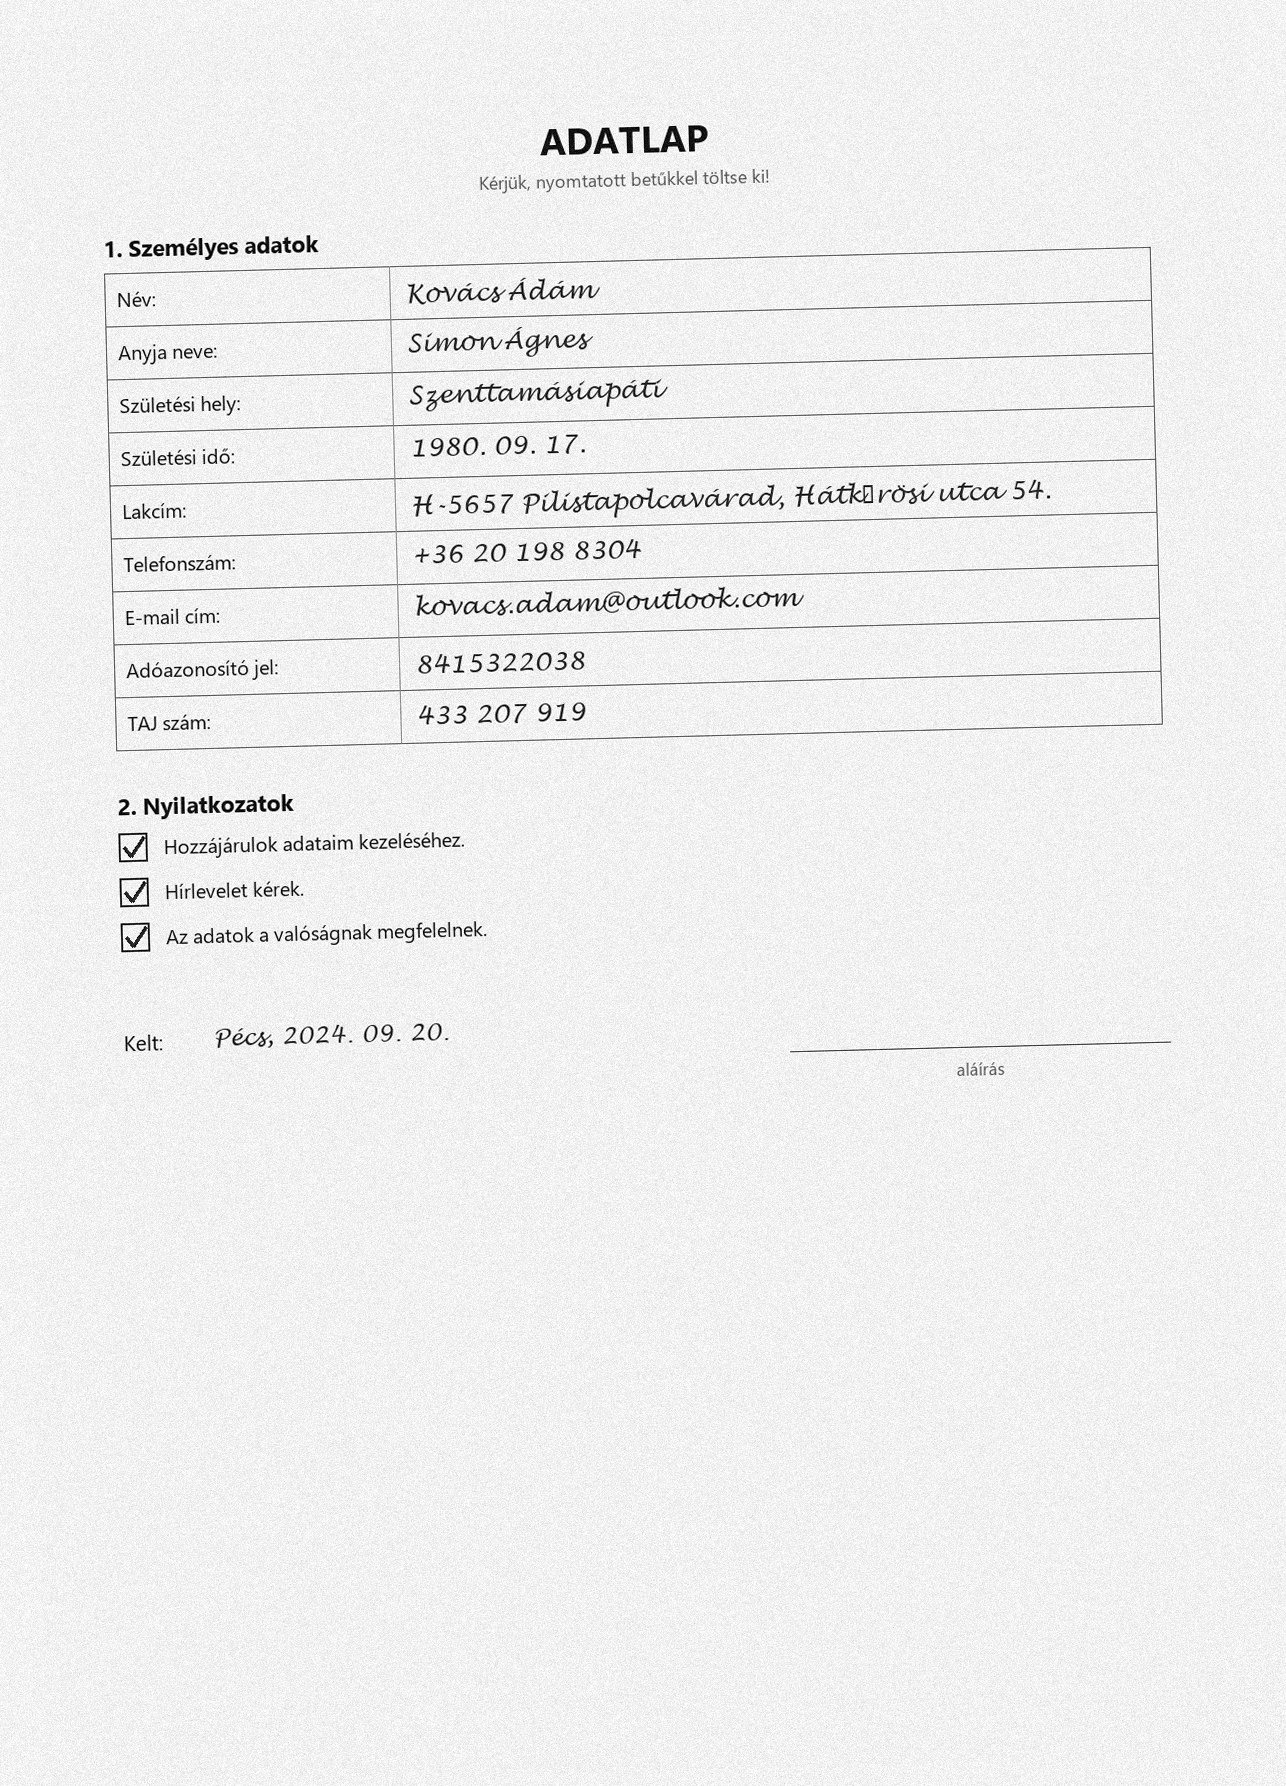 ADATLAP
Kérjük, nyomtatott betűkkel töltse ki!
1. Személyes adatok
Név: Kovács Ádám
Anyja neve: Simon Ágnes
Születési hely: Szenttamásiapáti
Születési idő: 1980. 09. 17.
Lakcím: H-5657 Pilistapolcavárad, Hátk▯rösi utca 54.
Telefonszám: +36 20 198 8304
E-mail cím: kovacs.adam@outlook.com
Adóazonosító jel: 8415322038
TAJ szám: 433 207 919
2. Nyilatkozatok
Hozzájárulok adataim kezeléséhez.
Hírlevelet kérek.
Az adatok a valóságnak megfelelnek.
Kelt: Pécs, 2024. 09. 20.
aláírás